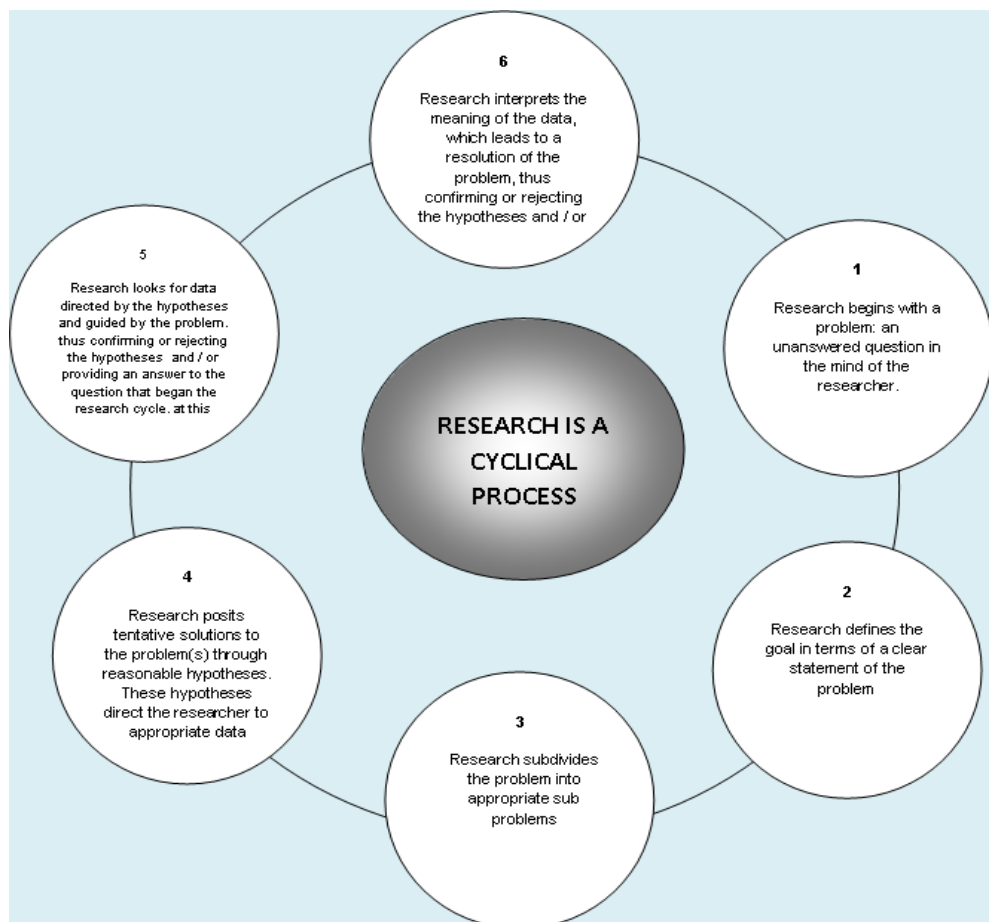 6
Research interprets the
meaning of the data,
which leads to a
resolution of the
problem, thus
confirming or rejecting
the hypotheses and / or
1
Research begins with a
problem: an
unanswered question in
the mind of the
researcher.
2
Research defines the
goal in terms of a clear
statement of the
problem
3
Research subdivides
the problem into
appropriate sub
problems
4
Research posits
tentative solutions to
the problem(s) through
reasonable hypotheses.
These hypotheses
direct the researcher to
appropriate data
5
Research looks for data
directed by the hypotheses
and guided by the problem.
thus confirming or rejecting
the hypotheses and / or
providing an answer to the
question that began the
research cycle. at this
RESEARCH IS A
CYCLICAL
PROCESS